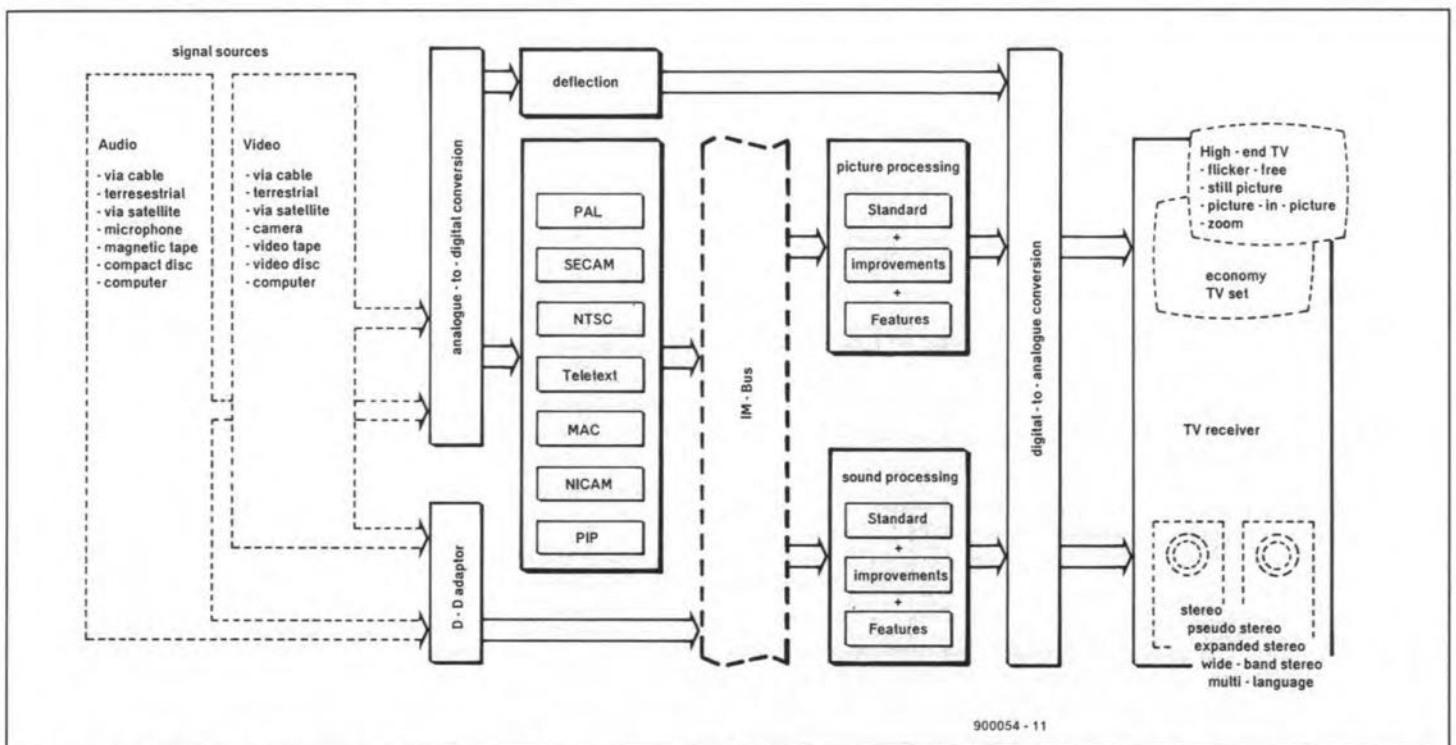 signal sources
Audio
- via cable
- terresestrial
- via satellite
- microphone
- magnetic tape
- compact disc
- computer
Video
- via cable
- terrestrial
- via satellite
- camera
- video tape
- video disc
- computer
analogue - to - digital conversion
D - D adaptor
deflection
PAL
SECAM
NTSC
Teletext
MAC
NICAM
PIP
IM - Bus
picture processing
Standard
+
improvements
+
Features
sound processing
Standard
+
improvements
+
Features
digital - to - analogue conversion
High - end TV
- flicker - free
- still picture
- picture - in - picture
- zoom
economy
TV set
TV receiver
stereo
pseudo stereo
expanded stereo
wide - band stereo
multi - language
900054 - 11